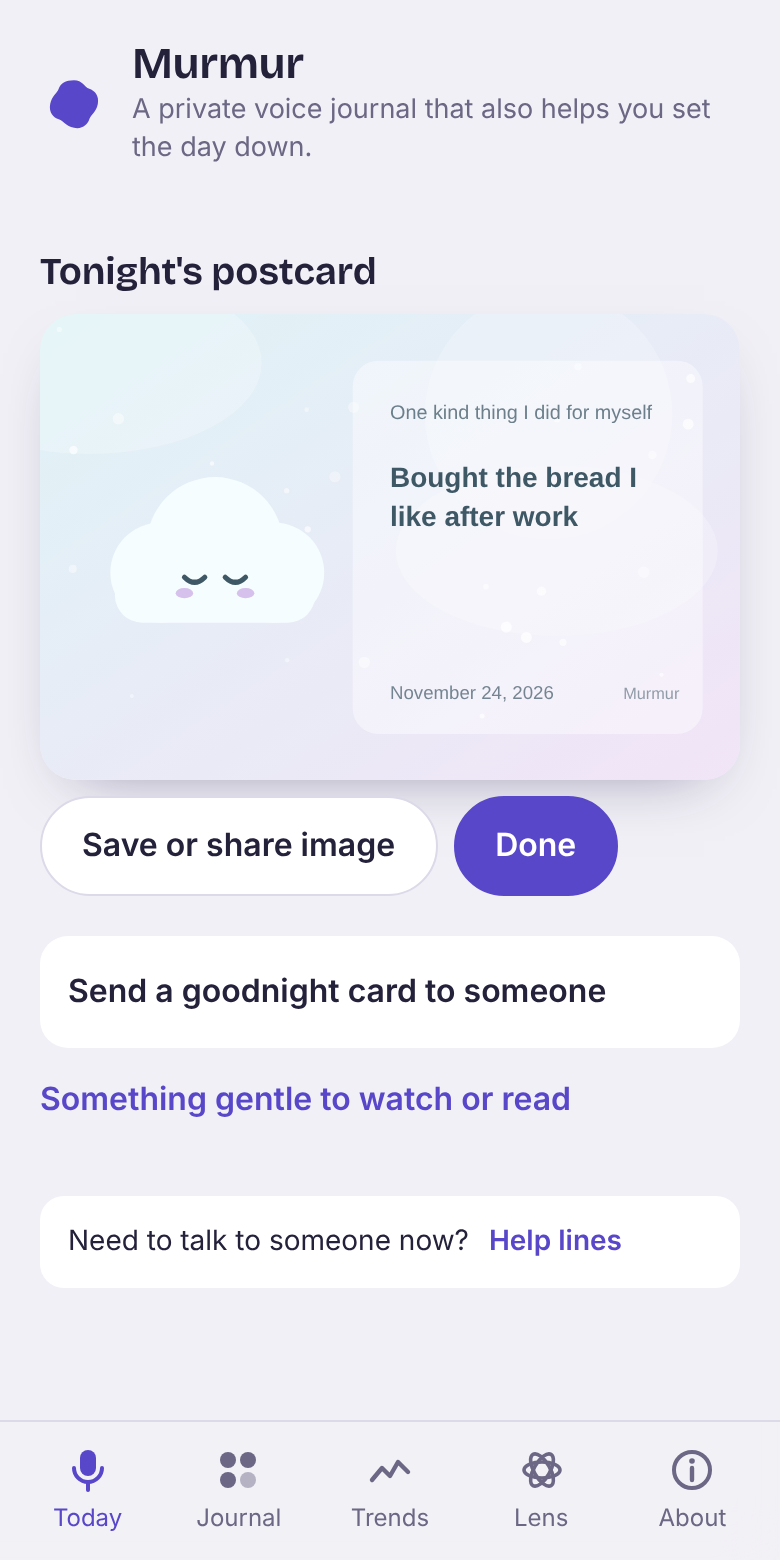 Murmur
A private voice journal that also helps you set
the day down.
Tonight's postcard
One kind thing I did for myself
Bought the bread I
like after work
November 24, 2026 Murmur
Save or share image Done
Send a goodnight card to someone
Something gentle to watch or read
Need to talk to someone now? Help lines
Today Journal Trends Lens About